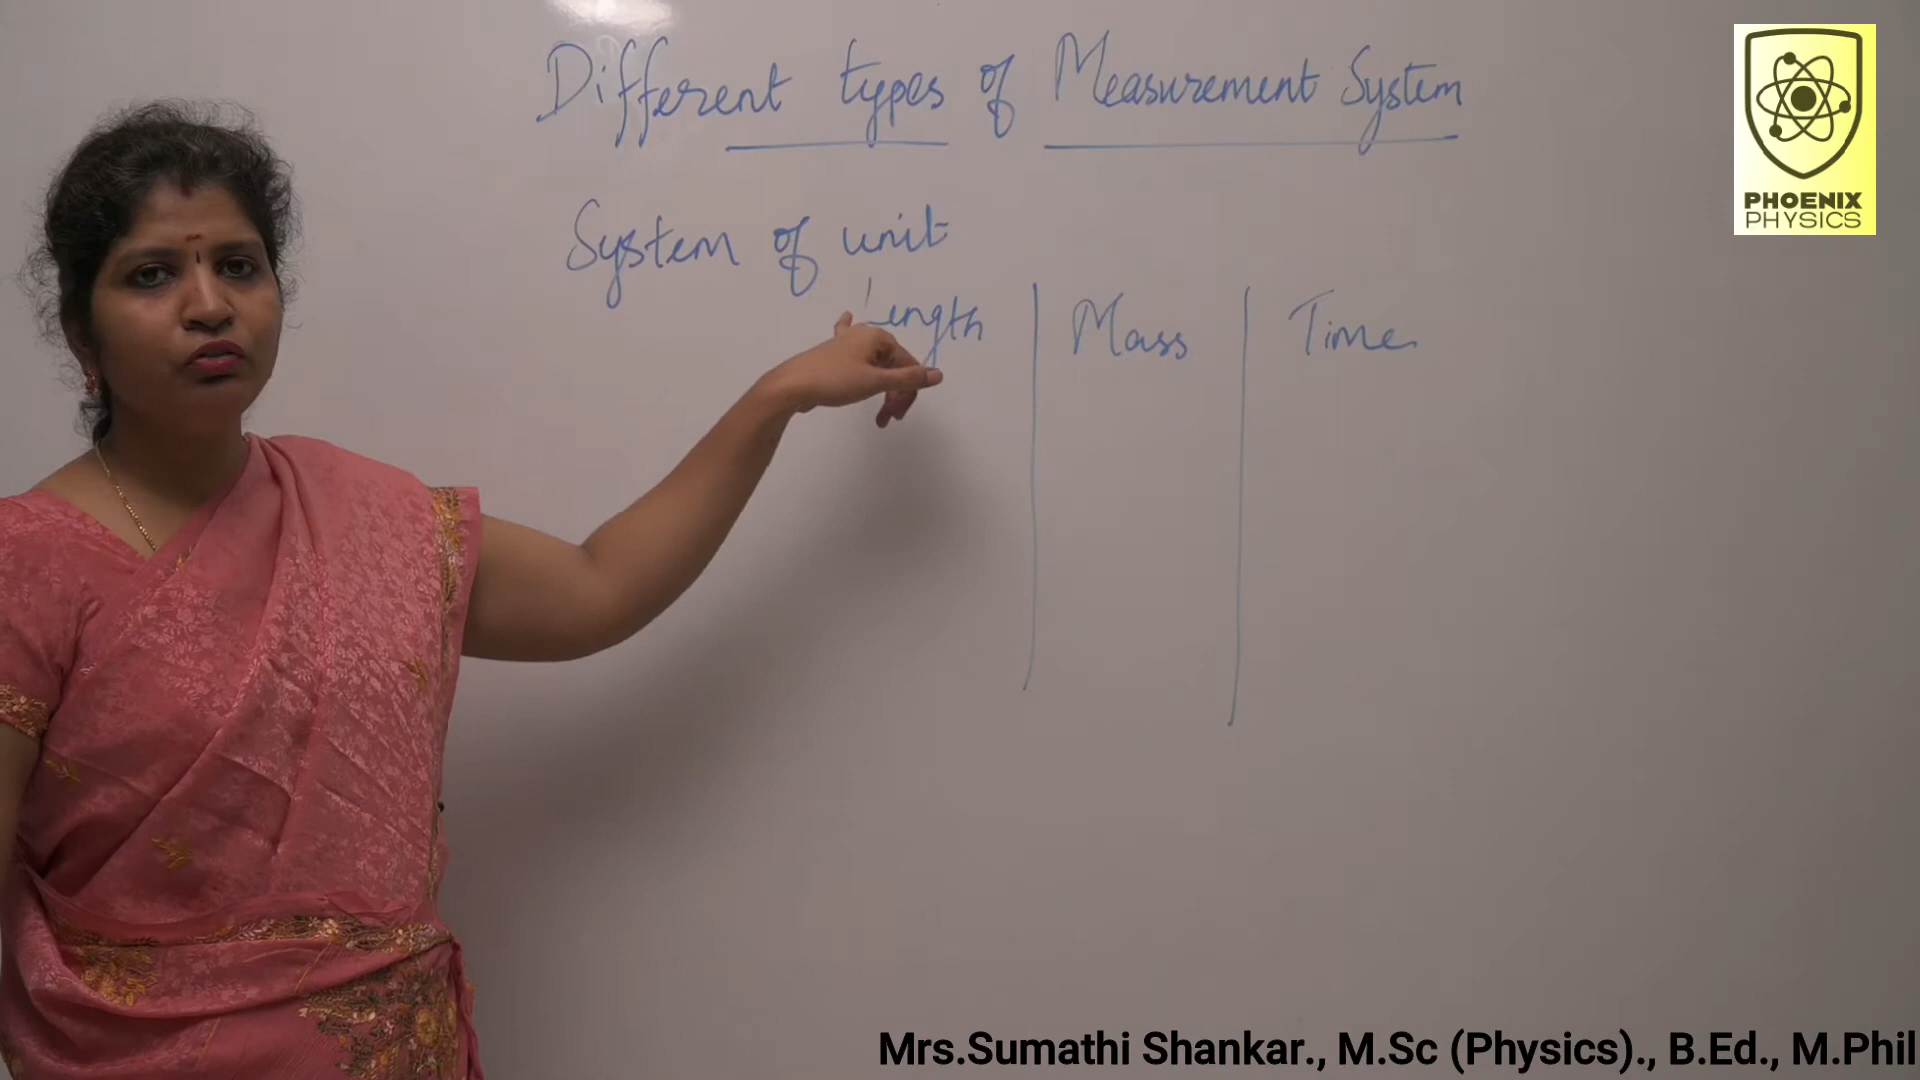 Different types of Measurement System
PHOENIX
PHYSICS
System of unit
Length Mass Time
Mrs.Sumathi Shankar., M.Sc (Physics)., B.Ed., M.Phil